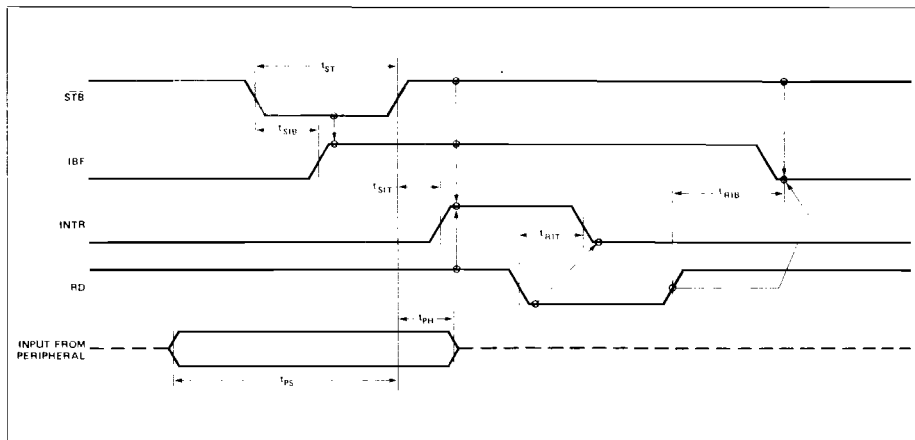 tST
STB
tSIB
IBF
tSIT
tRIB
INTR
tRIT
RD
tPH
INPUT FROM
PERIPHERAL
tPS